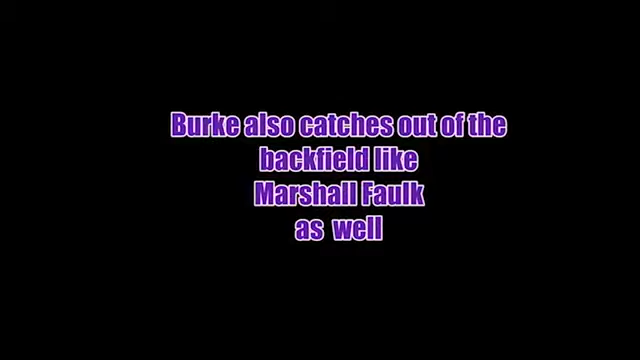 Burke also catches out of the
backfield like
Marshall Faulk
as well